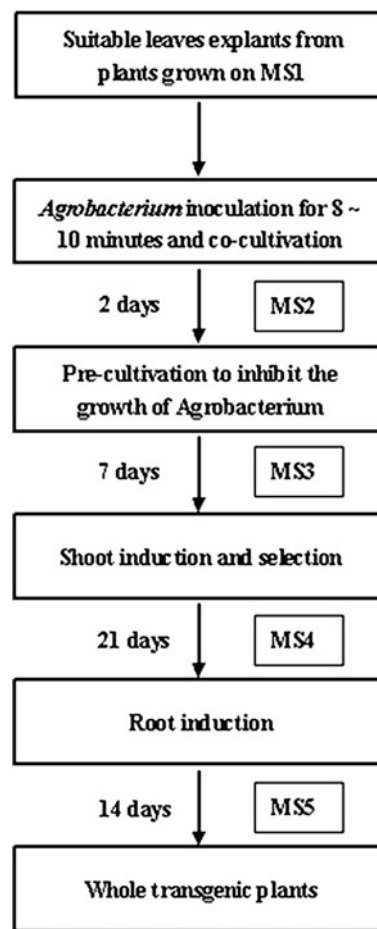 Suitable leaves explants from
plants grown on MS1
Agrobacterium inoculation for 8 ~
10 minutes and co-cultivation
2 days
MS2
Pre-cultivation to inhibit the
growth of Agrobacterium
7 days
MS3
Shoot induction and selection
21 days
MS4
Root induction
14 days
MS5
Whole transgenic plants